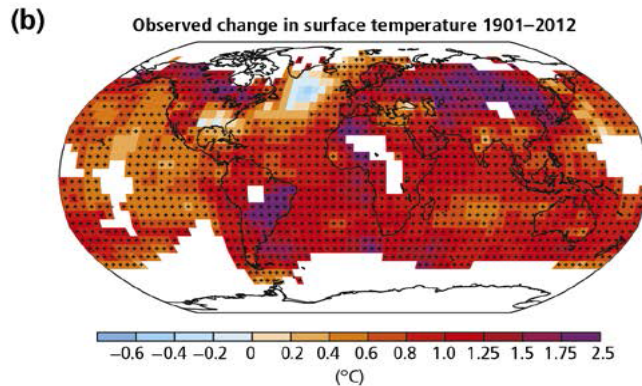 (b)
Observed change in surface temperature 1901–2012
−0.6 −0.4 −0.2 0 0.2 0.4 0.6 0.8 1.0 1.25 1.5 1.75 2.5
(°C)